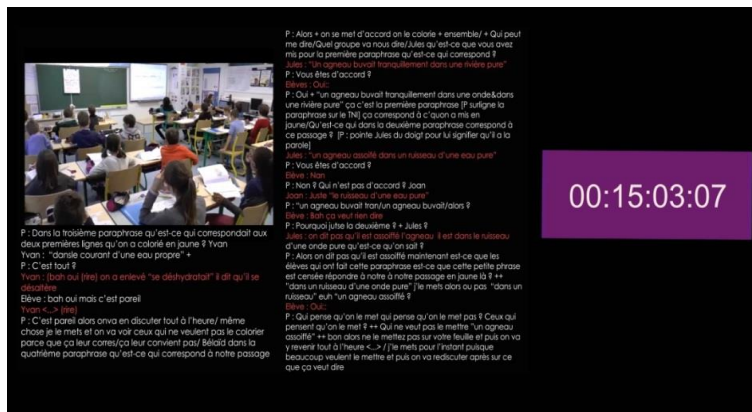 P : Dans la troisième paraphrase qu'est-ce qui correspondait aux
deux premières lignes qu'on a colorié en jaune ? Yvan
Yvan : "dansle courant d'une eau propre" +
P : C'est tout ?
Yvan : (bah oui (rire) on a enlevé "se déshydratait" il dit qu'il se
désaltère
Elève : bah oui mais c'est pareil
Yvan <...> (rire)
P : C'est pareil alors onva en discuter tout à l'heure/ même
chose je le mets et on va voir ceux qui ne veulent pas le colorier
parce que ça leur corres/ça leur convient pas/ Bélaïd dans la
quatrième paraphrase qu'est-ce qui correspond à notre passage
P : Alors + on se met d'accord on le colorie + ensemble/ + Qui peut
me dire/Quel groupe va nous dire/Jules qu'est-ce que vous avez
mis pour la première paraphrase qu'est-ce qui correspond ?
Jules : "Un agneau buvait tranquillement dans une rivière pure"
P : Vous êtes d'accord ?
Elèves : Oui::
P : Oui + "un agneau buvait tranquillement dans une onde&dans
une rivière pure" ça c'est la première paraphrase [P surligne la
paraphrase sur le TNI] ça correspond à c'quon a mis en
jaune/Qu'est-ce qui dans la deuxième paraphrase correspond à
ce passage ? [P : pointe Jules du doigt pour lui signifier qu'il a la
parole]
Jules : "un agneau assoifé dans un ruisseau d'une eau pure"
P : Vous êtes d'accord ?
Elève : Nan
P : Non ? Qui n'est pas d'accord ? Joan
Joan : Juste "le ruisseau d'une eau pure"
P : "un agneau buvait tran/un agneau buvait/alors ?
Elève : Bah ça veut rien dire
P : Pourquoi jutse la deuxième ? + Jules ?
Jules : on dit pas qu'il est assoiffé l'agneau il est dans le ruisseau
d'une onde pure qu'est-ce qu'on sait ?
P : Alors on dit pas qu'il est assoiffé maintenant est-ce que les
élèves qui ont fait cette paraphrase est-ce que cette petite phrase
est censée répondre à notre à notre passage en jaune là ? ++
"dans un ruisseau d'une onde pure" j'le mets alors ou pas "dans un
ruisseau" euh "un agneau assoiffé ?
Elève : Oui::
P : Qui pense qu'on le met qui pense qu'on le met pas ? Ceux qui
pensent qu'on le met ? ++ Qui ne veut pas le mettre "un agneau
assoiffé" ++ bon alors ne le mettez pas sur votre feuille et puis on va
y revenir tout à l'heure <...> / j'le mets pour l'instant puisque
beaucoup veulent le mettre et puis on va rediscuter après sur ce
que ça veut dire
00:15:03:07